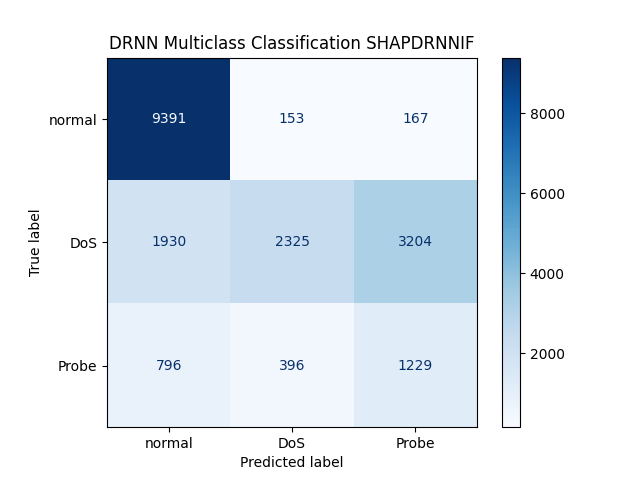 DRNN Multiclass Classification SHAPDRNNIF
normal 9391 153 167
DoS 1930 2325 3204
Probe 796 396 1229
normal DoS Probe
Predicted label
True label
8000
6000
4000
2000